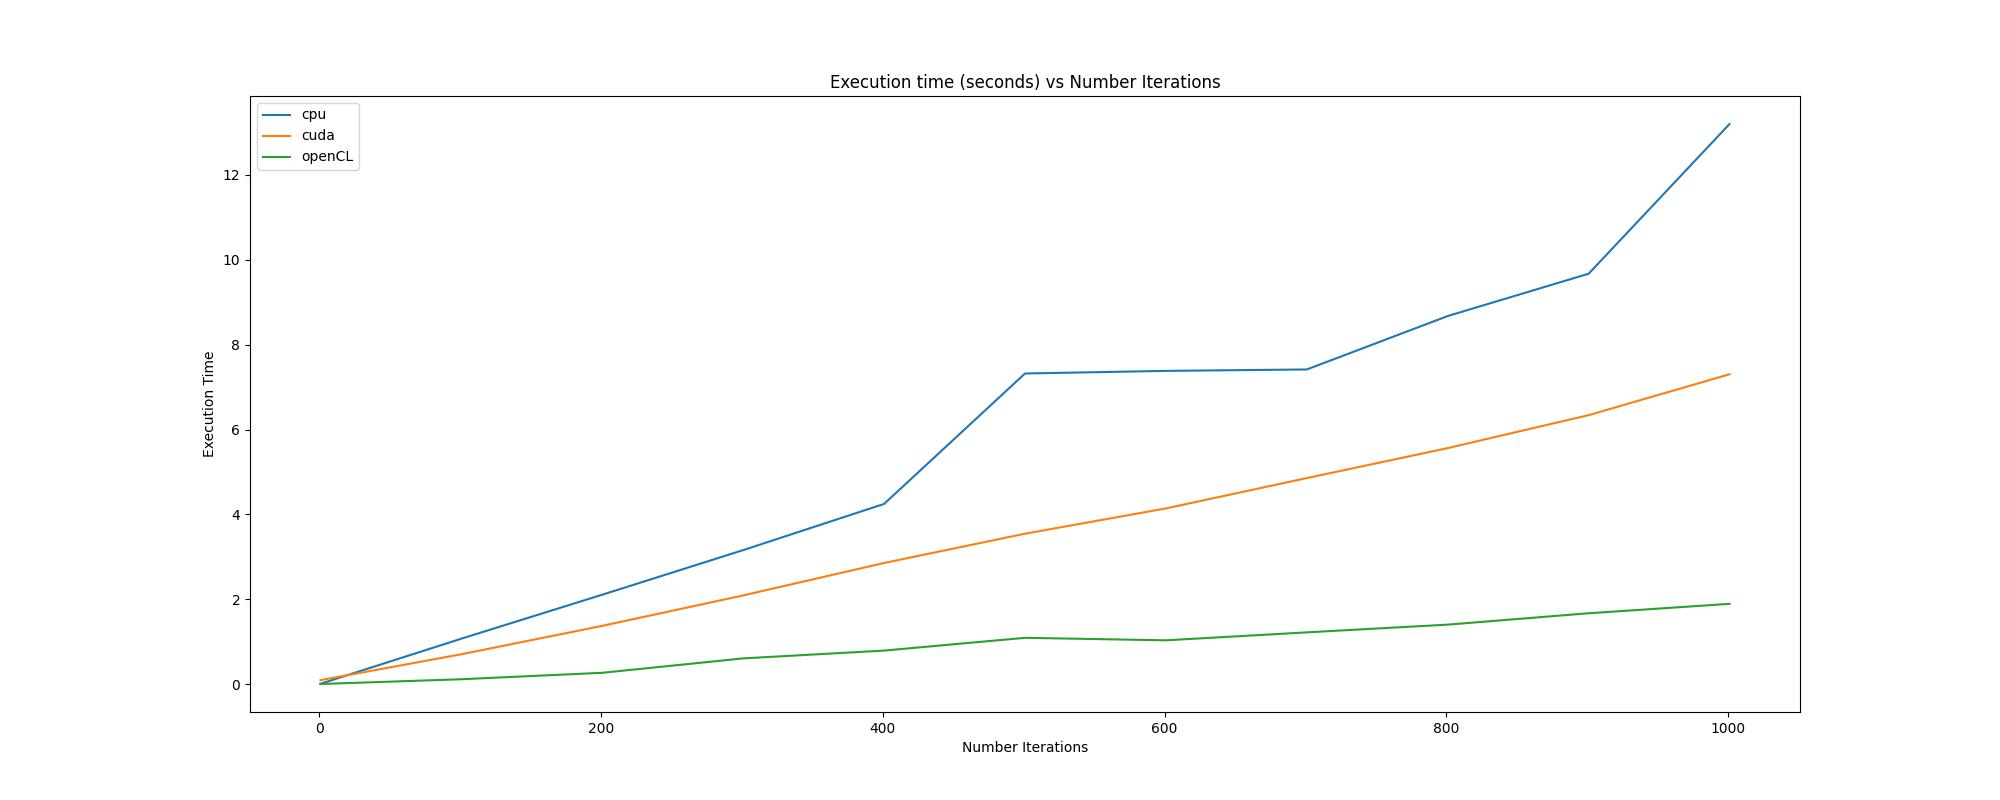 Execution time (seconds) vs Number Iterations
cpu
cuda
openCL
12
10
8
6
4
2
0
Execution Time
0 200 400 600 800 1000
Number Iterations